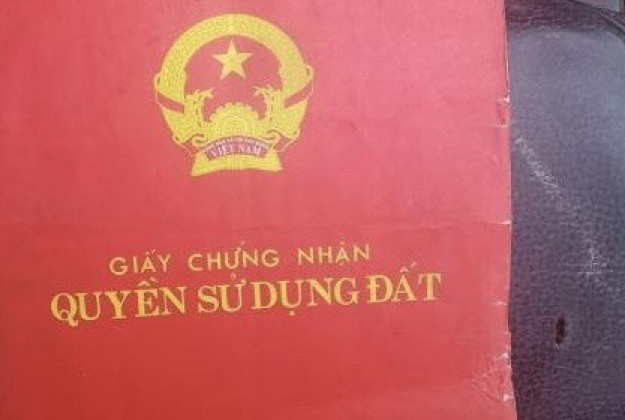 VIỆT NAM
GIẤY CHỨNG NHẬN
QUYỀN SỬ DỤNG ĐẤT